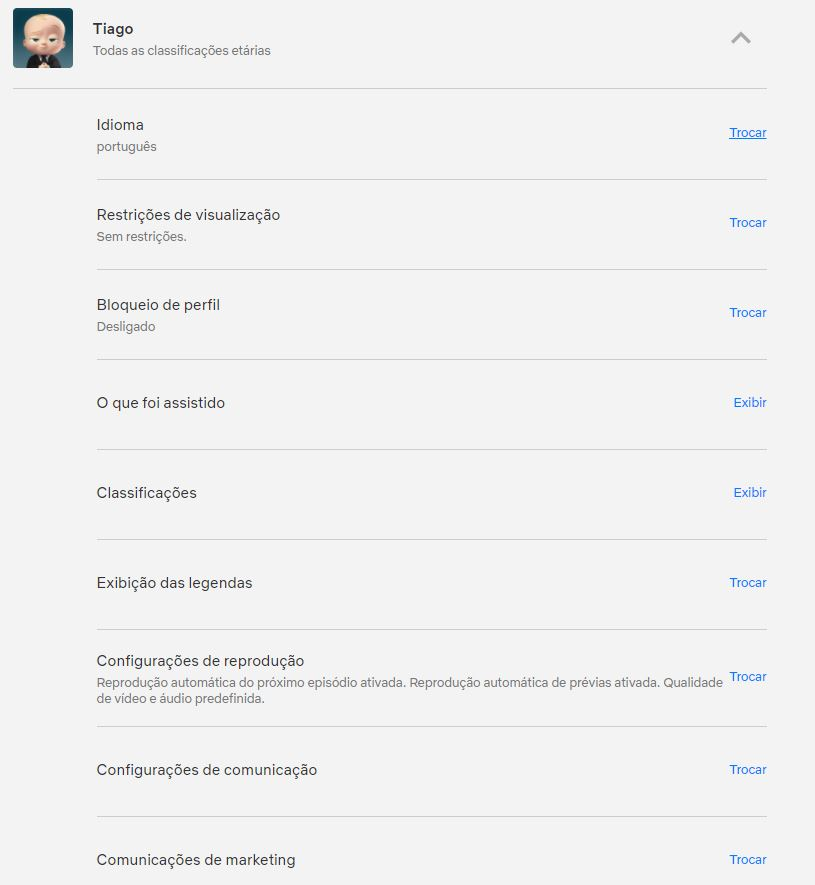 Tiago
Todas as classificações etárias
Idioma
português
Trocar
Restrições de visualização
Sem restrições.
Trocar
Bloqueio de perfil
Desligado
Trocar
O que foi assistido
Exibir
Classificações
Exibir
Exibição das legendas
Trocar
Configurações de reprodução
Reprodução automática do próximo episódio ativada. Reprodução automática de prévias ativada. Qualidade
de vídeo e áudio predefinida.
Trocar
Configurações de comunicação
Trocar
Comunicações de marketing
Trocar